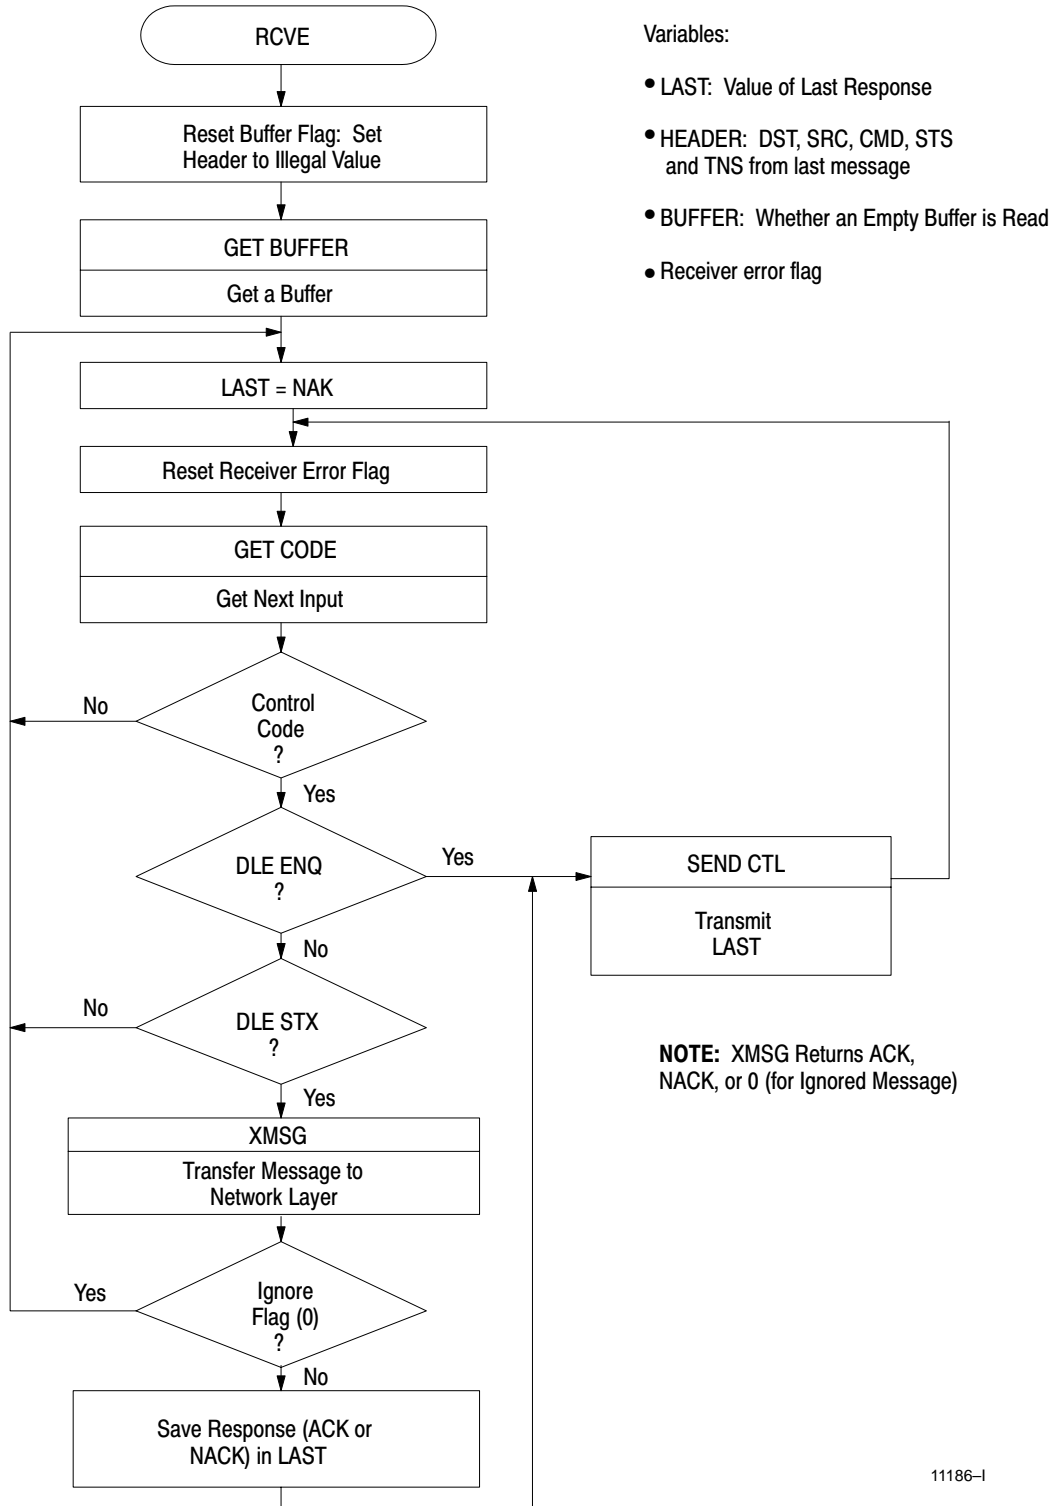 RCVE
Reset Buffer Flag: Set
Header to Illegal Value
GET BUFFER
Get a Buffer
LAST = NAK
Reset Receiver Error Flag
GET CODE
Get Next Input
Control
Code
?
No
Yes
DLE ENQ
?
Yes
No
SEND CTL
Transmit
LAST
DLE STX
?
No
Yes
XMSG
Transfer Message to
Network Layer
Ignore
Flag (0)
?
Yes
No
Save Response (ACK or
NACK) in LAST
Variables:
• LAST: Value of Last Response
• HEADER: DST, SRC, CMD, STS
and TNS from last message
• BUFFER: Whether an Empty Buffer is Read
• Receiver error flag
NOTE: XMSG Returns ACK,
NACK, or 0 (for Ignored Message)
11186–I